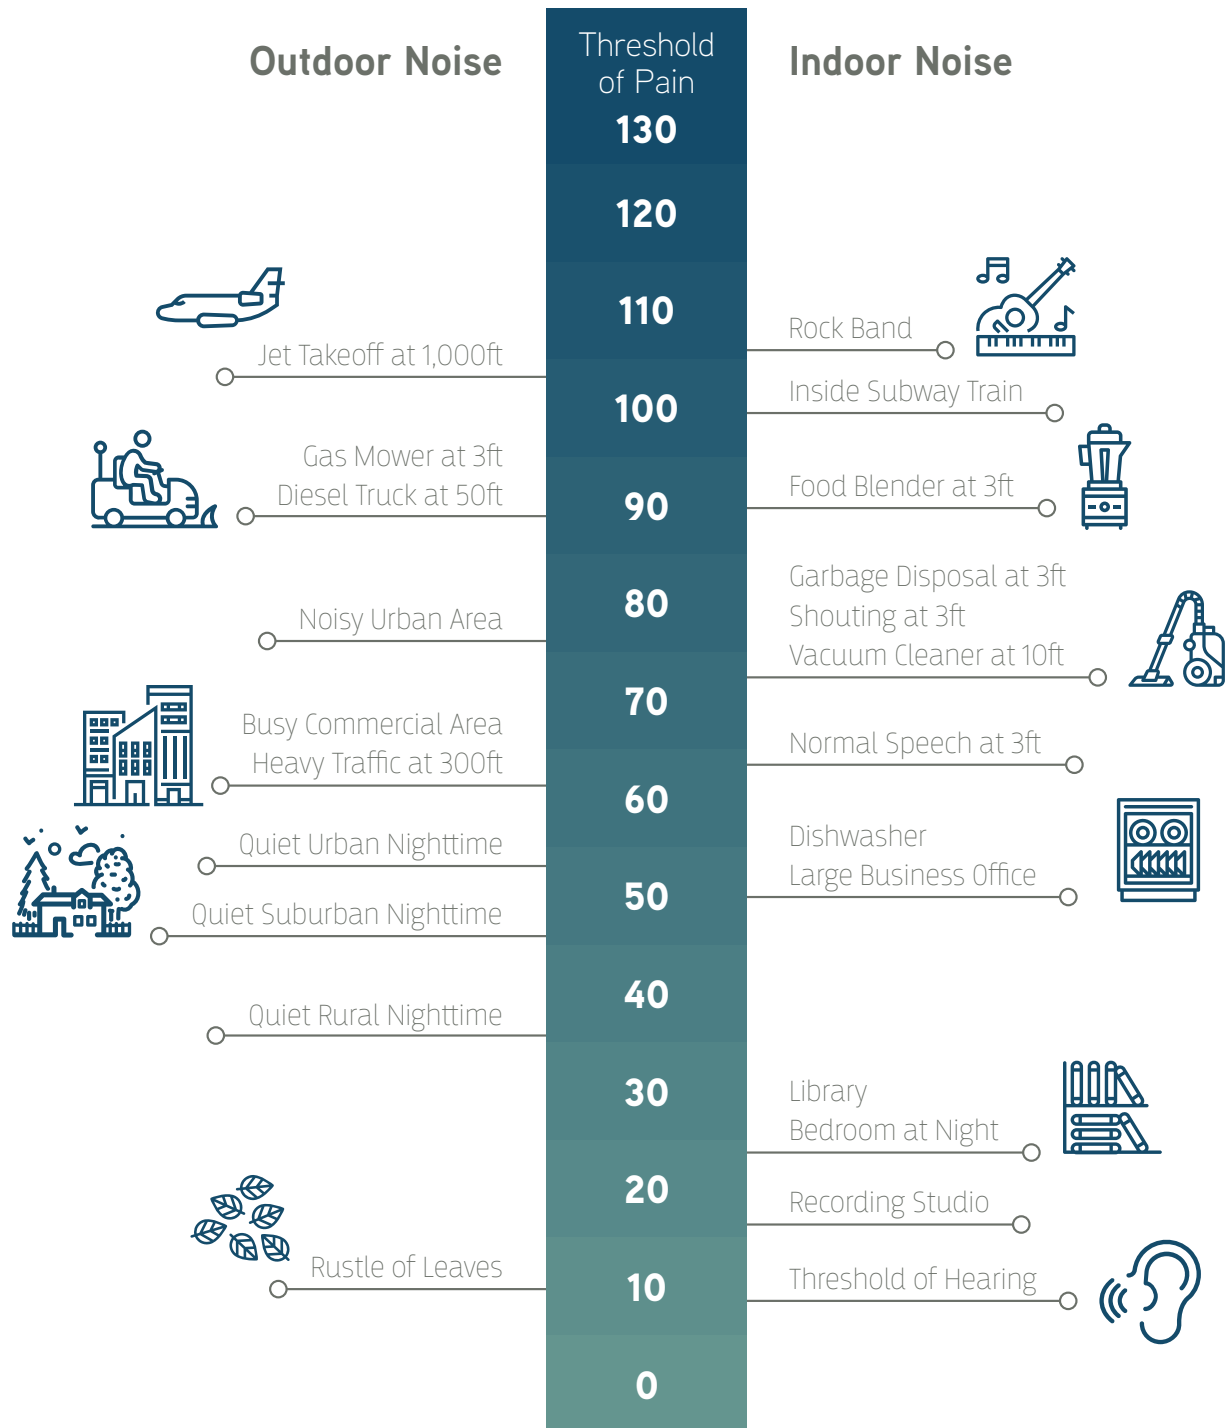 Outdoor Noise
Threshold
of Pain
Indoor Noise
130
120
110
Rock Band
Jet Takeoff at 1,000ft
Inside Subway Train
100
Gas Mower at 3ft
Diesel Truck at 50ft
Food Blender at 3ft
90
Garbage Disposal at 3ft
Shouting at 3ft
Vacuum Cleaner at 10ft
80
Noisy Urban Area
70
Busy Commercial Area
Heavy Traffic at 300ft
Normal Speech at 3ft
60
Quiet Urban Nighttime
Dishwasher
Large Business Office
50
Quiet Suburban Nighttime
40
Quiet Rural Nighttime
30
Library
Bedroom at Night
20
Recording Studio
Rustle of Leaves
10
Threshold of Hearing
0